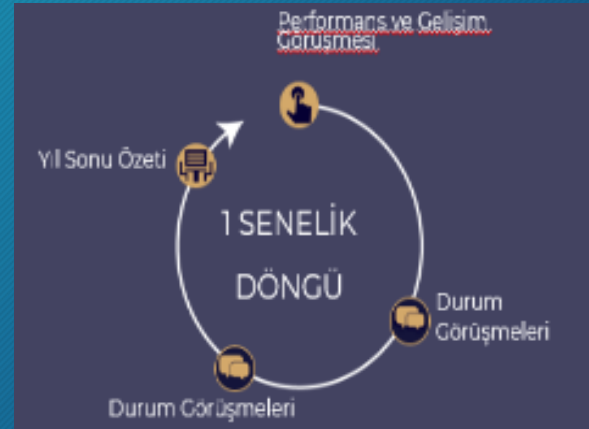 Performans ve Gelişim
Görüşmesi
Yıl Sonu Özeti
1 SENELİK
DÖNGÜ
Durum
Görüşmeleri
Durum Görüşmeleri